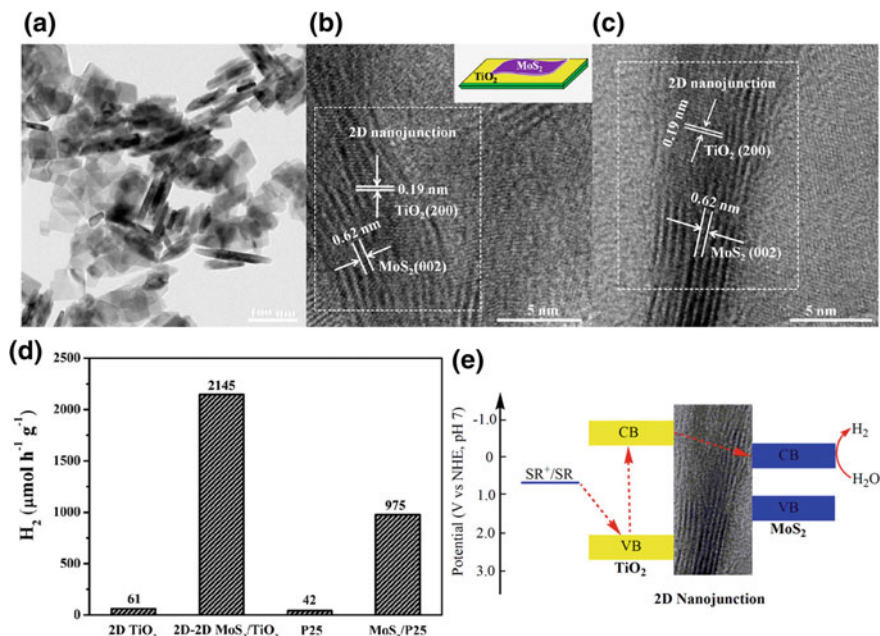 (a)
100 nm
(b)
TiO₂
MoS₂
2D nanojunction
0.19 nm
TiO₂(200)
0.62 nm
MoS₂(002)
5 nm
(c)
2D nanojunction
0.19 nm
TiO₂(200)
0.62 nm
MoS₂(002)
5 nm
(d)
H₂ (μmol h⁻¹ g⁻¹)
2500
2000
1500
1000
500
0
61
2145
42
975
2D TiO₂
2D-2D MoS₂/TiO₂
P25
MoS₂/P25
(e)
Potential (V vs NHE, pH 7)
-1.0
0
1.0
2.0
3.0
SR⁺/SR
CB
VB
TiO₂
CB
VB
MoS₂
H₂
H₂O
2D Nanojunction